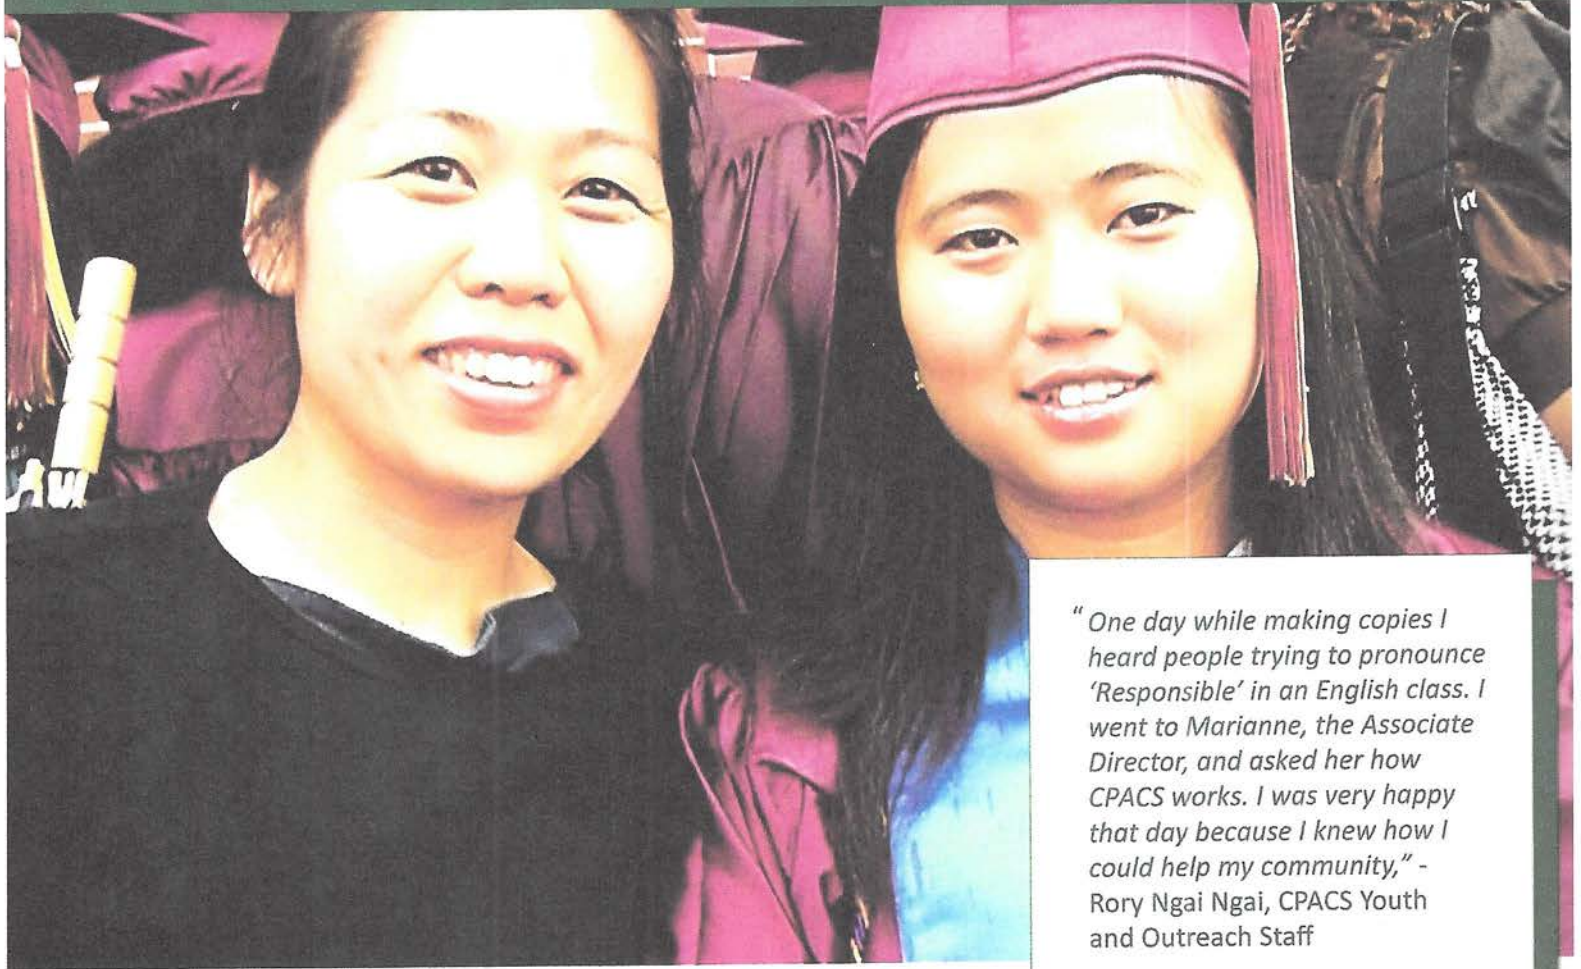 “ One day while making copies I
heard people trying to pronounce
‘Responsible’ in an English class. I
went to Marianne, the Associate
Director, and asked her how
CPACS works. I was very happy
that day because I knew how I
could help my community,” -
Rory Ngai Ngai, CPACS Youth
and Outreach Staff